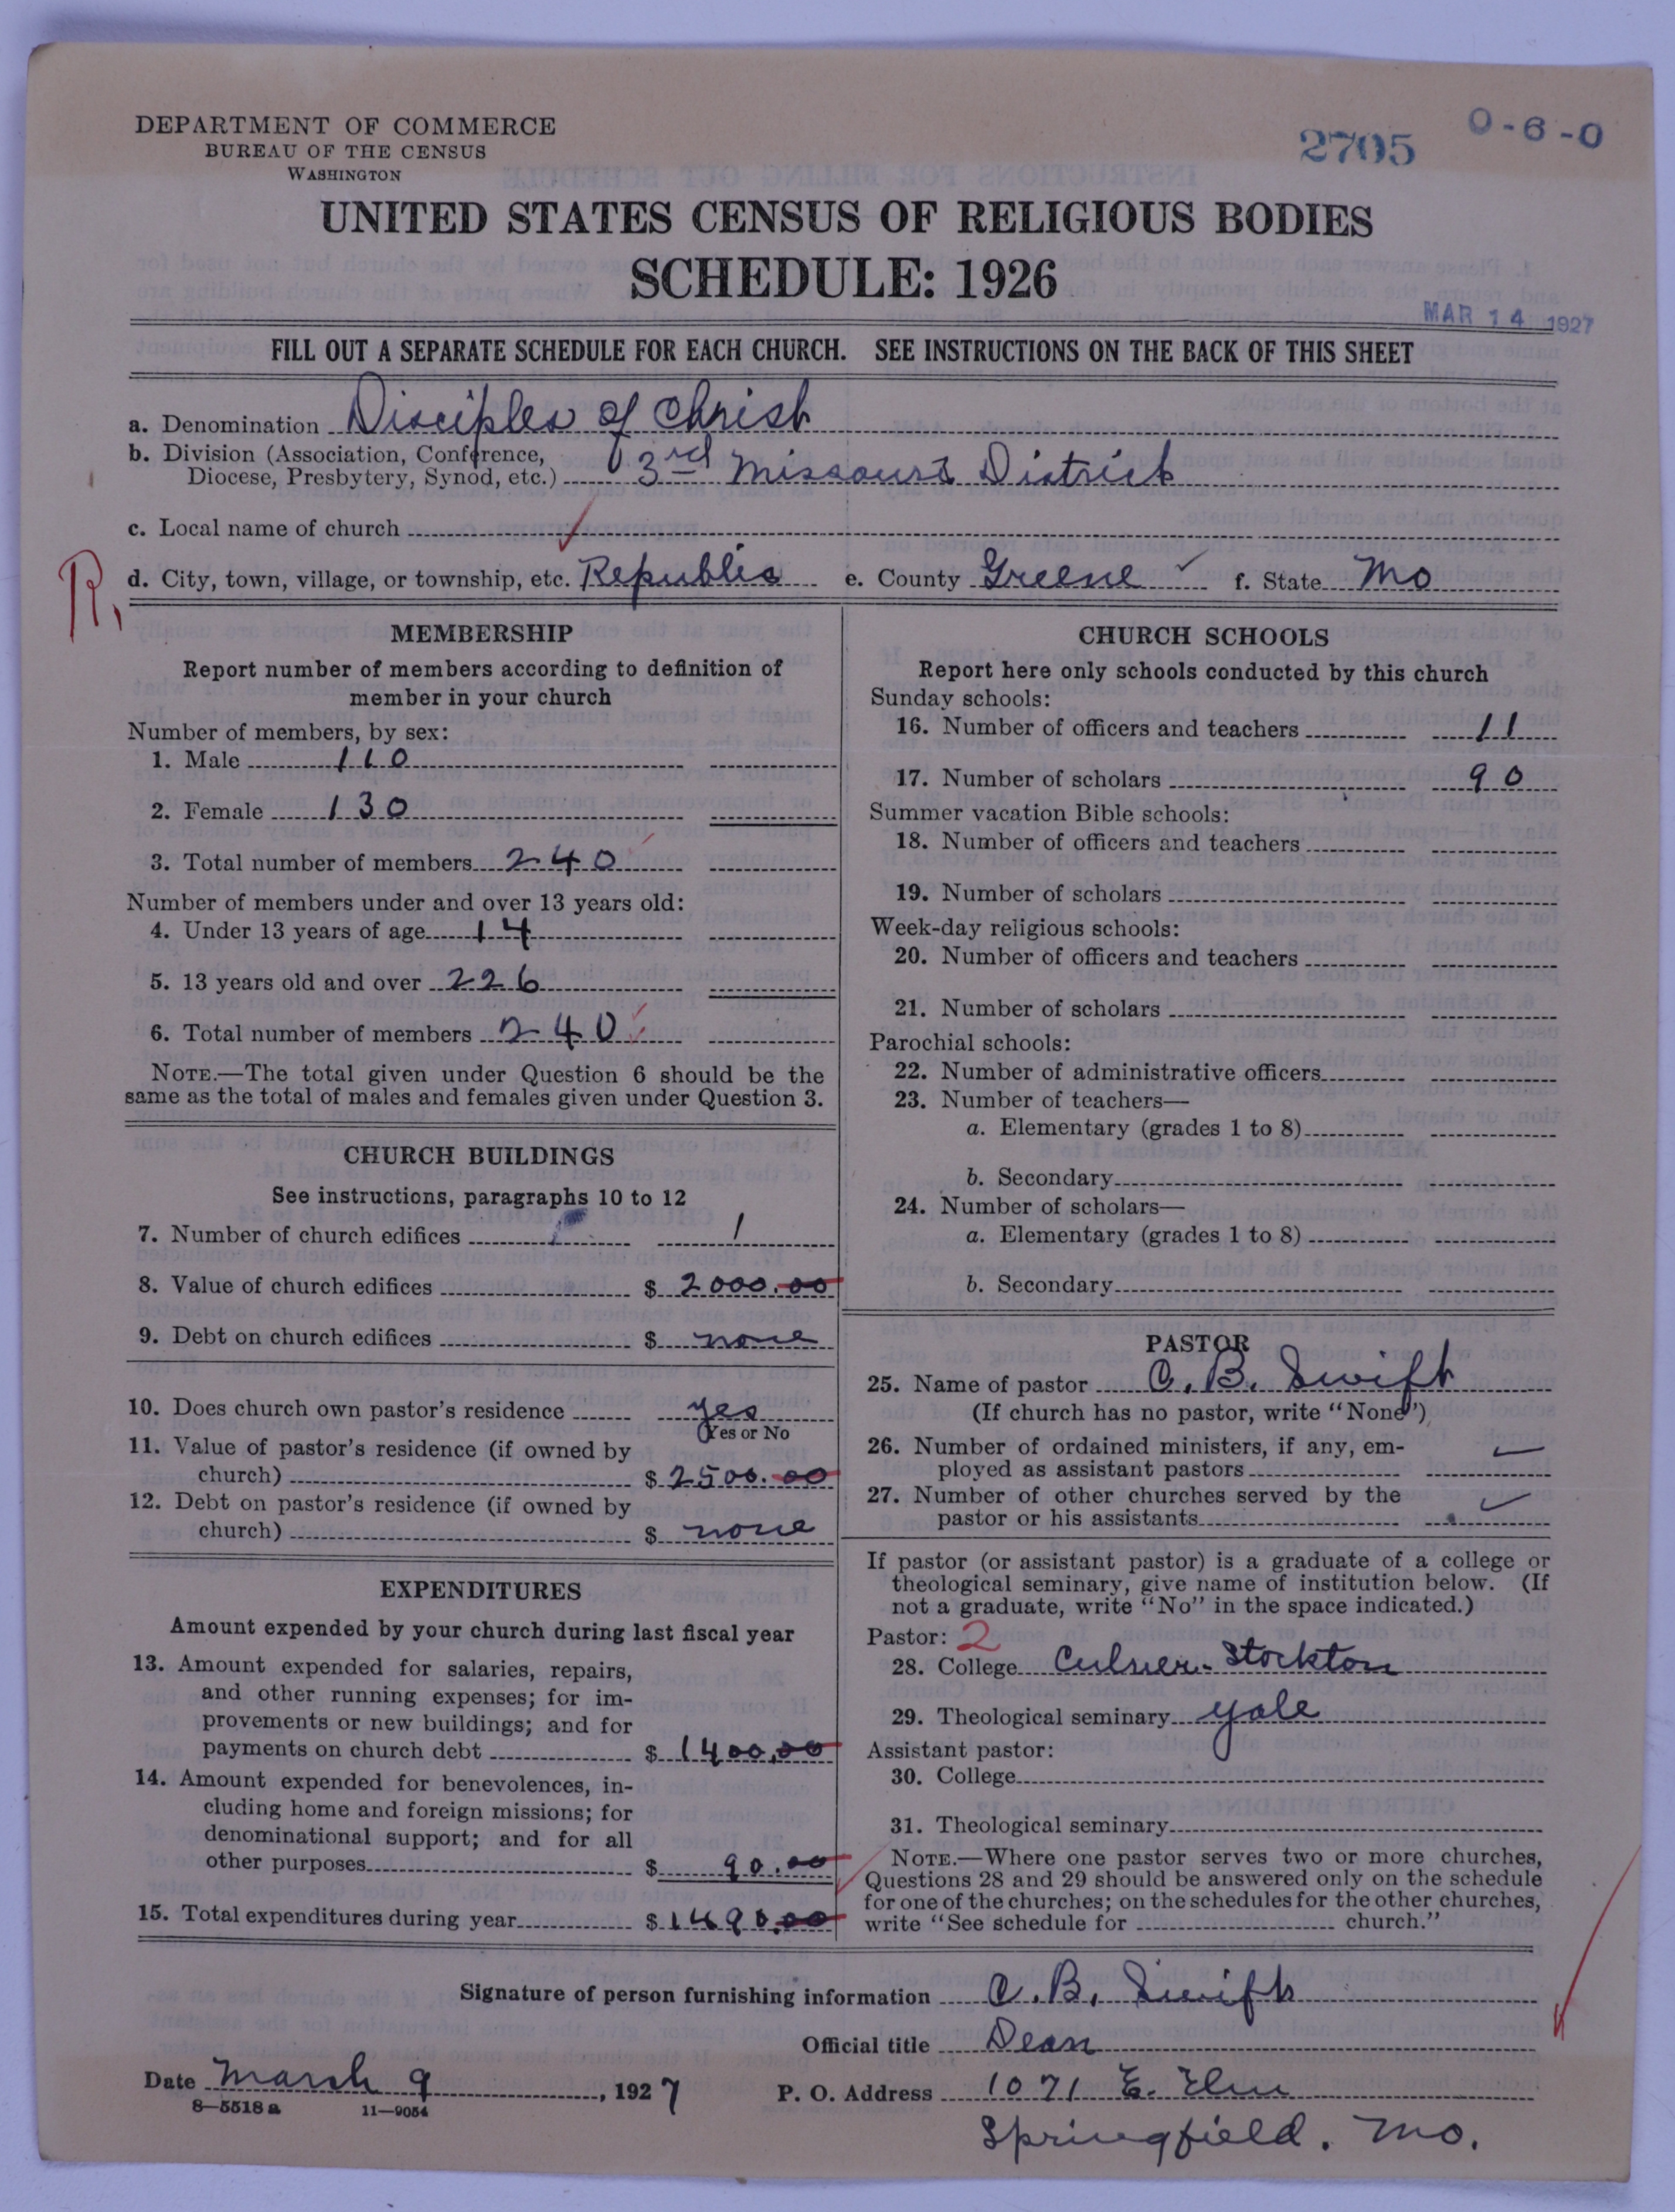 DEPARTMENT OF COMMERCE
BUREAU OF THE CENSUS
WASHINGTON
2705
0-6-0
UNITED STATES CENSUS OF RELIGIOUS BODIES
SCHEDULE: 1926
MAR 14 1927
FILL OUT A SEPARATE SCHEDULE FOR EACH CHURCH. SEE INSTRUCTIONS ON THE BACK OF THIS SHEET
a. Denomination Disciples of Christ
b. Division (Association, Conference,
Diocese, Presbytery, Synod, etc.) 3rd Missouri District
c. Local name of church
R.
d. City, town, village, or township, etc. Republic e. County Greene f. State Mo
MEMBERSHIP
Report number of members according to definition of
member in your church
Number of members, by sex:
1. Male 110
2. Female 130
3. Total number of members 240
Number of members under and over 13 years old:
4. Under 13 years of age 14
5. 13 years old and over 226
6. Total number of members 240
NOTE.—The total given under Question 6 should be the
same as the total of males and females given under Question 3.
CHURCH BUILDINGS
See instructions, paragraphs 10 to 12
7. Number of church edifices 1
8. Value of church edifices $ 2000.00
9. Debt on church edifices $ none
10. Does church own pastor's residence yes
Yes or No
11. Value of pastor's residence (if owned by
church) $ 2500.00
12. Debt on pastor's residence (if owned by
church) $ none
EXPENDITURES
Amount expended by your church during last fiscal year
13. Amount expended for salaries, repairs,
and other running expenses; for im-
provements or new buildings; and for
payments on church debt $ 1400.00
14. Amount expended for benevolences, in-
cluding home and foreign missions; for
denominational support; and for all
other purposes $ 90.00
15. Total expenditures during year $ 1490.00
CHURCH SCHOOLS
Report here only schools conducted by this church
Sunday schools:
16. Number of officers and teachers 11
17. Number of scholars 90
Summer vacation Bible schools:
18. Number of officers and teachers
19. Number of scholars
Week-day religious schools:
20. Number of officers and teachers
21. Number of scholars
Parochial schools:
22. Number of administrative officers
23. Number of teachers—
a. Elementary (grades 1 to 8)
b. Secondary
24. Number of scholars—
a. Elementary (grades 1 to 8)
b. Secondary
PASTOR
25. Name of pastor C. B. Swift
(If church has no pastor, write "None")
26. Number of ordained ministers, if any, em-
ployed as assistant pastors
27. Number of other churches served by the
pastor or his assistants
If pastor (or assistant pastor) is a graduate of a college or
theological seminary, give name of institution below. (If
not a graduate, write "No" in the space indicated.)
Pastor: 2
28. College Culver-Stockton
29. Theological seminary Yale
Assistant pastor:
30. College
31. Theological seminary
NOTE.—Where one pastor serves two or more churches,
Questions 28 and 29 should be answered only on the schedule
for one of the churches; on the schedules for the other churches,
write "See schedule for church."
Signature of person furnishing information C. B. Swift
Official title Dean
Date March 9, 1927 P. O. Address 1071 E. Elm
8—5518a 11—9054
Springfield. Mo.